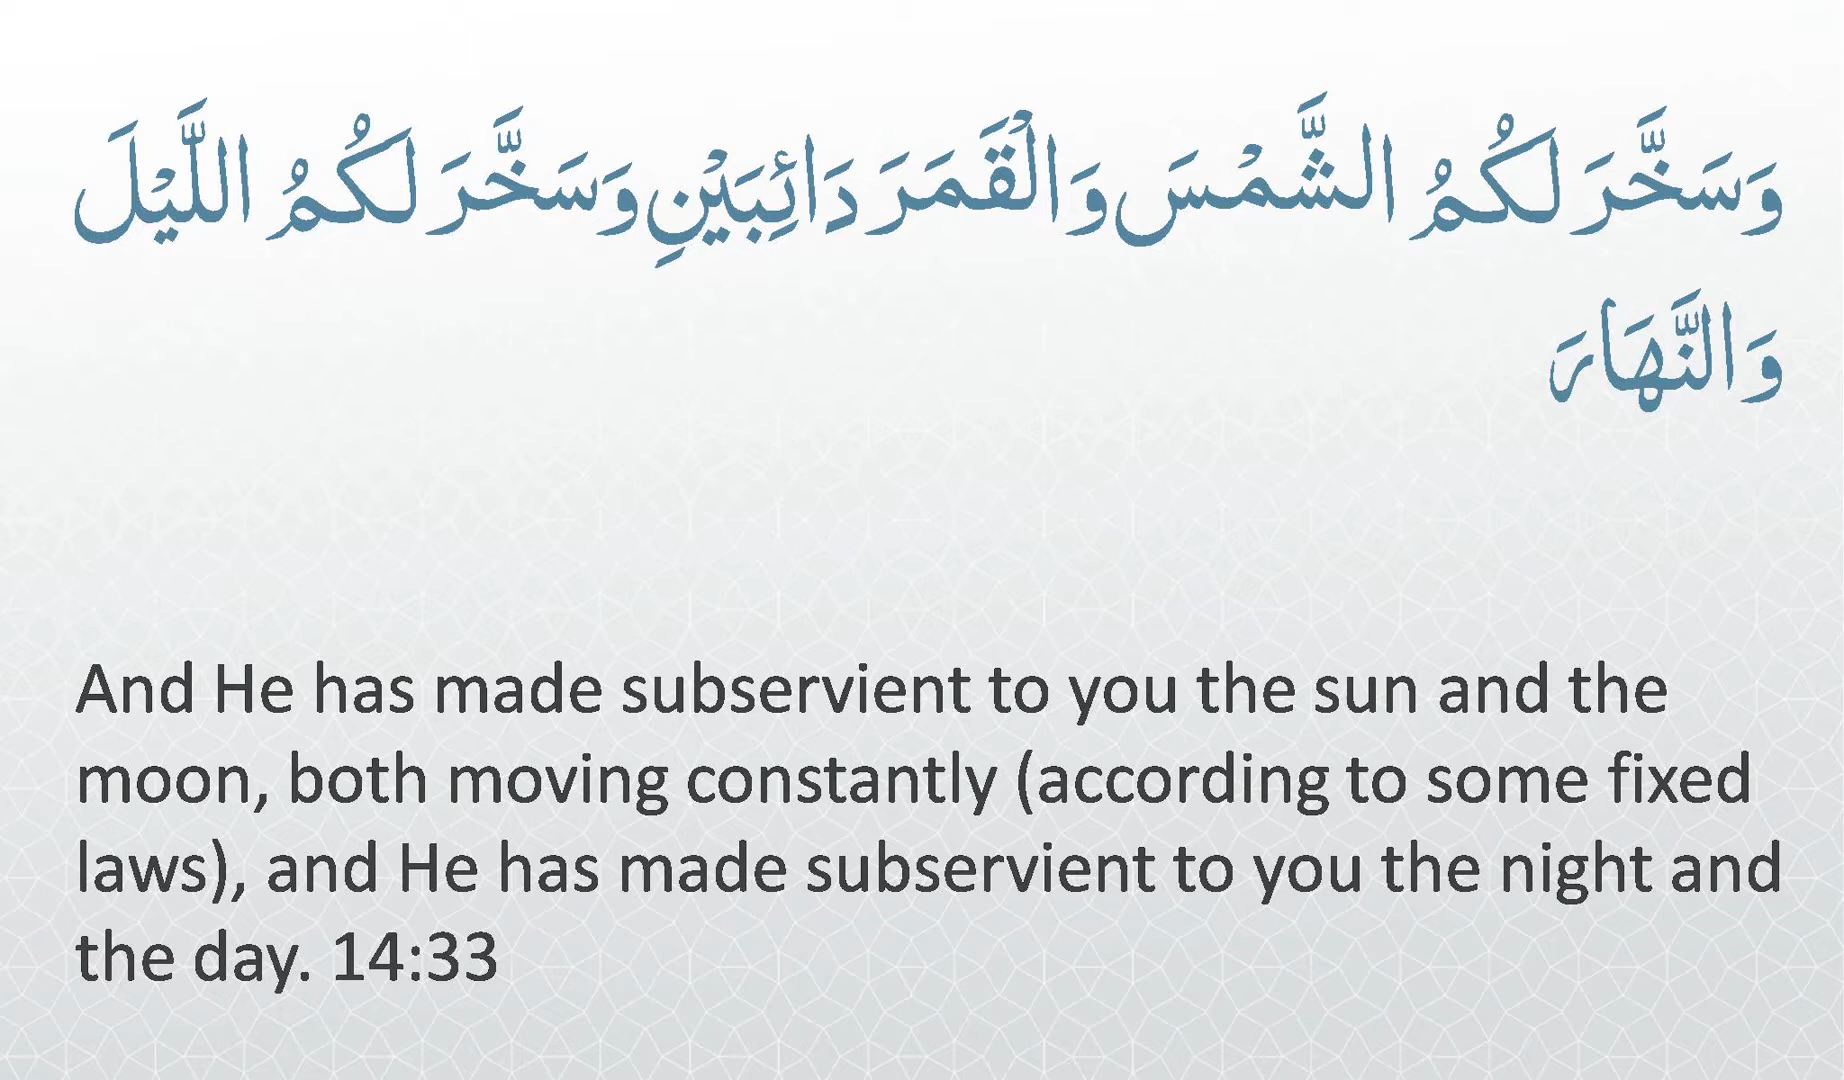 وَسَخَّرَ لَكُمُ الشَّمْسَ وَالْقَمَرَ دَائِبَيْنِ وَسَخَّرَ لَكُمُ اللَّيْلَ
وَالنَّهَارَ
And He has made subservient to you the sun and the
moon, both moving constantly (according to some fixed
laws), and He has made subservient to you the night and
the day. 14:33